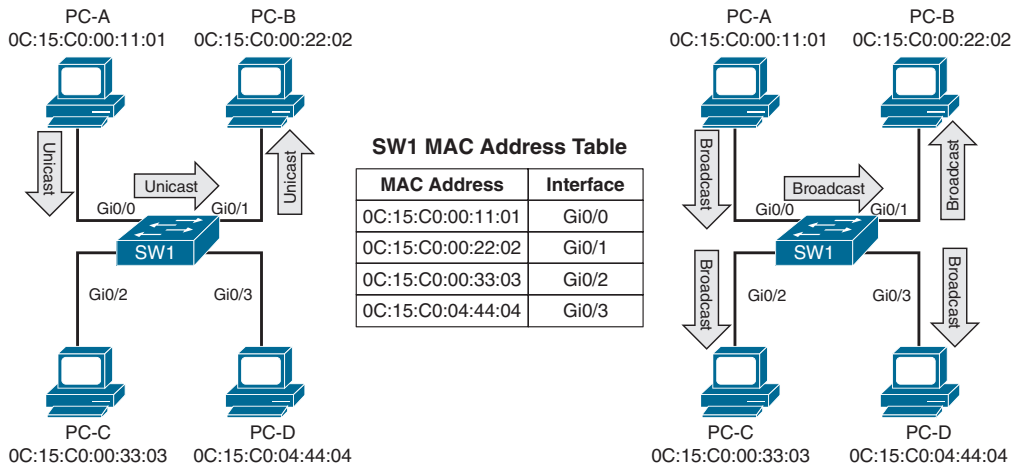 PC-A
0C:15:C0:00:11:01
PC-B
0C:15:C0:00:22:02
Unicast
Unicast
Unicast
Gi0/0
Gi0/1
SW1
Gi0/2
Gi0/3
PC-C
0C:15:C0:00:33:03
PC-D
0C:15:C0:04:44:04
SW1 MAC Address Table
MAC Address Interface
0C:15:C0:00:11:01 Gi0/0
0C:15:C0:00:22:02 Gi0/1
0C:15:C0:00:33:03 Gi0/2
0C:15:C0:04:44:04 Gi0/3
PC-A
0C:15:C0:00:11:01
PC-B
0C:15:C0:00:22:02
Broadcast
Broadcast
Broadcast
Gi0/0
Gi0/1
SW1
Broadcast
Broadcast
Gi0/2
Gi0/3
PC-C
0C:15:C0:00:33:03
PC-D
0C:15:C0:04:44:04